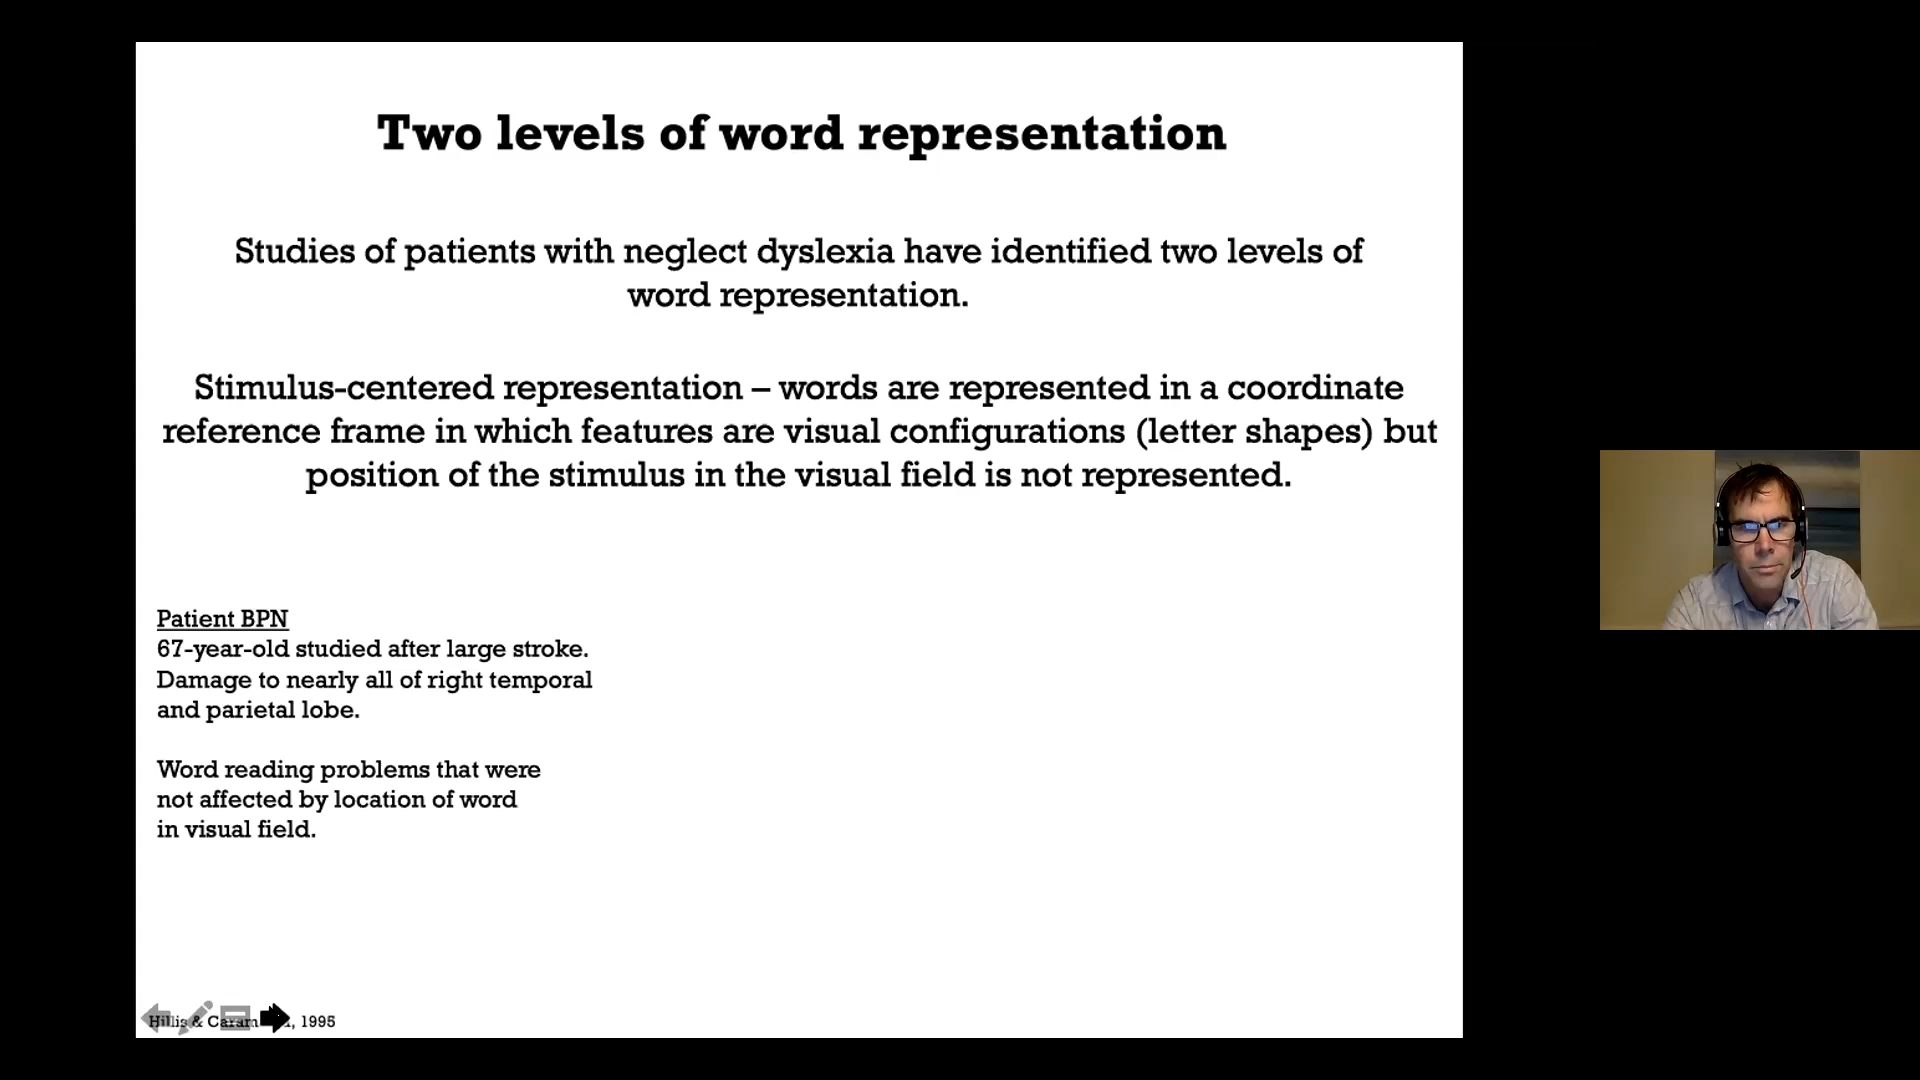 Two levels of word representation
Studies of patients with neglect dyslexia have identified two levels of
word representation.
Stimulus-centered representation – words are represented in a coordinate
reference frame in which features are visual configurations (letter shapes) but
position of the stimulus in the visual field is not represented.
Patient BPN
67-year-old studied after large stroke.
Damage to nearly all of right temporal
and parietal lobe.
Word reading problems that were
not affected by location of word
in visual field.
Hillis & , 1995